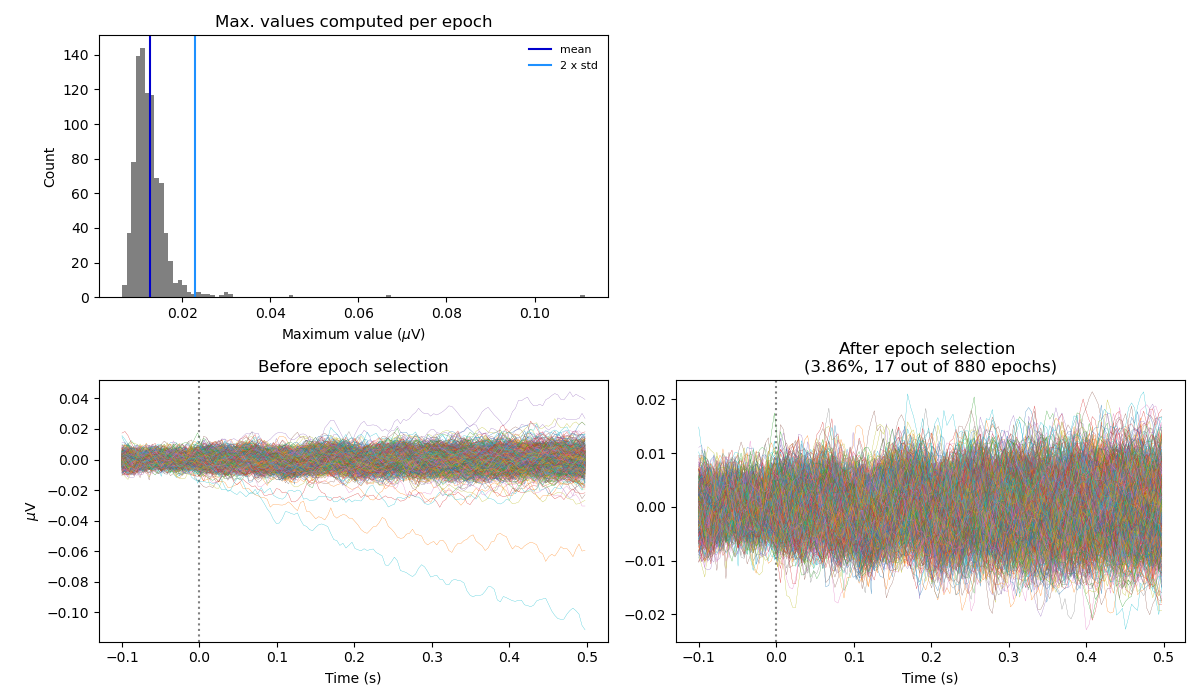 Max. values computed per epoch
mean
2 x std
Count
140
120
100
80
60
40
20
0
0.02 0.04 0.06 0.08 0.10
Maximum value (μV)
Before epoch selection
μV
0.04
0.02
0.00
−0.02
−0.04
−0.06
−0.08
−0.10
−0.1 0.0 0.1 0.2 0.3 0.4 0.5
Time (s)
After epoch selection
(3.86%, 17 out of 880 epochs)
0.02
0.01
0.00
−0.01
−0.02
−0.1 0.0 0.1 0.2 0.3 0.4 0.5
Time (s)